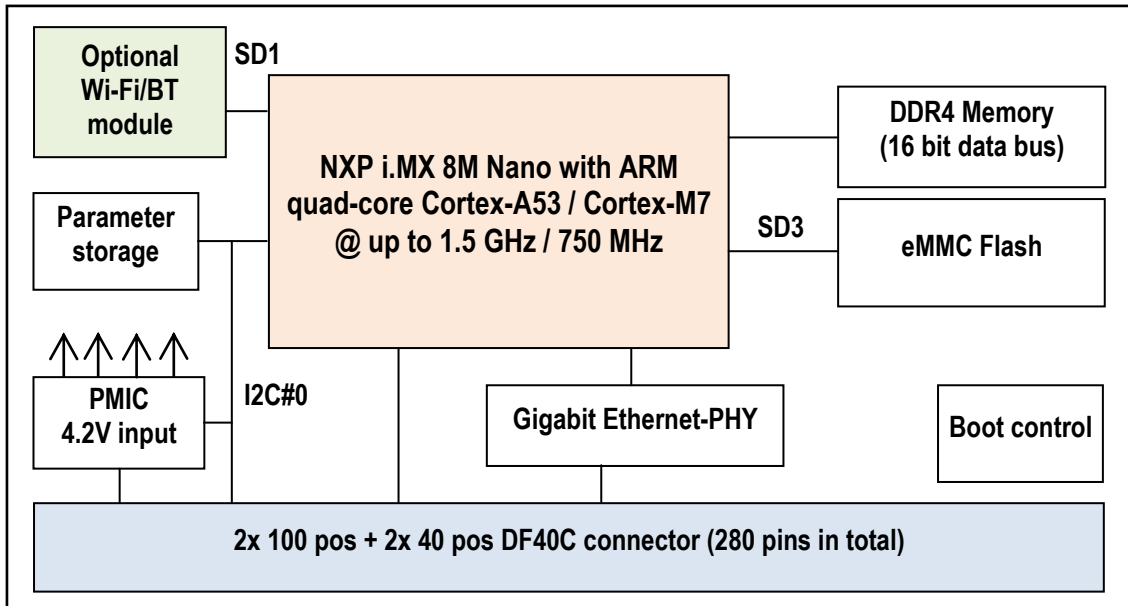 Optional
Wi-Fi/BT
module
SD1
NXP i.MX 8M Nano with ARM
quad-core Cortex-A53 / Cortex-M7
@ up to 1.5 GHz / 750 MHz
DDR4 Memory
(16 bit data bus)
Parameter
storage
SD3
eMMC Flash
PMIC
4.2V input
I2C#0
Gigabit Ethernet-PHY
Boot control
2x 100 pos + 2x 40 pos DF40C connector (280 pins in total)